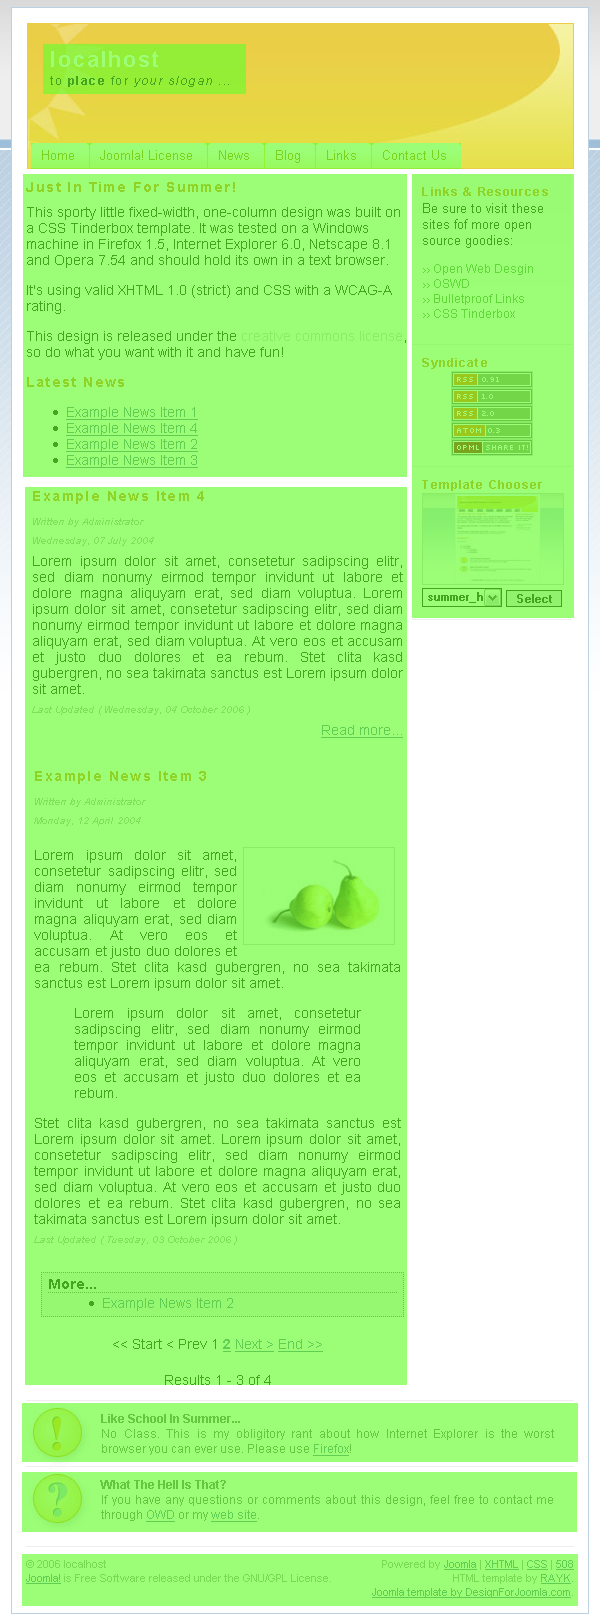 localhost
to place for your slogan ...
Home Joomla! License News Blog Links Contact Us
Just In Time For Summer!
This sporty little fixed-width, one-column design was built on
a CSS Tinderbox template. It was tested on a Windows
machine in Firefox 1.5, Internet Explorer 6.0, Netscape 8.1
and Opera 7.54 and should hold its own in a text browser.
It's using valid XHTML 1.0 (strict) and CSS with a WCAG-A
rating.
This design is released under the creative commons license,
so do what you want with it and have fun!
Latest News
Example News Item 1
Example News Item 4
Example News Item 2
Example News Item 3
Links & Resources
Be sure to visit these
sites for more open
source goodies:
›› Open Web Desgin
›› OSWD
›› Bulletproof Links
›› CSS Tinderbox
Syndicate
RSS 0.91
RSS 1.0
RSS 2.0
ATOM 0.3
OPML SHARE IT!
Template Chooser
summer_h Select
Example News Item 4
Written by Administrator
Wednesday, 07 July 2004
Lorem ipsum dolor sit amet, consetetur sadipscing elitr,
sed diam nonumy eirmod tempor invidunt ut labore et
dolore magna aliquyam erat, sed diam voluptua. Lorem
ipsum dolor sit amet, consetetur sadipscing elitr, sed diam
nonumy eirmod tempor invidunt ut labore et dolore magna
aliquyam erat, sed diam voluptua. At vero eos et accusam
et justo duo dolores et ea rebum. Stet clita kasd
gubergren, no sea takimata sanctus est Lorem ipsum dolor
sit amet.
Last Updated ( Wednesday, 04 October 2006 )
Read more...
Example News Item 3
Written by Administrator
Monday, 12 April 2004
Lorem ipsum dolor sit amet,
consetetur sadipscing elitr, sed
diam nonumy eirmod tempor
invidunt ut labore et dolore
magna aliquyam erat, sed diam
voluptua. At vero eos et
accusam et justo duo dolores et
ea rebum. Stet clita kasd gubergren, no sea takimata
sanctus est Lorem ipsum dolor sit amet.
Lorem ipsum dolor sit amet, consetetur
sadipscing elitr, sed diam nonumy eirmod
tempor invidunt ut labore et dolore magna
aliquyam erat, sed diam voluptua. At vero
eos et accusam et justo duo dolores et ea
rebum.
Stet clita kasd gubergren, no sea takimata sanctus est
Lorem ipsum dolor sit amet. Lorem ipsum dolor sit amet,
consetetur sadipscing elitr, sed diam nonumy eirmod
tempor invidunt ut labore et dolore magna aliquyam erat,
sed diam voluptua. At vero eos et accusam et justo duo
dolores et ea rebum. Stet clita kasd gubergren, no sea
takimata sanctus est Lorem ipsum dolor sit amet.
Last Updated ( Tuesday, 03 October 2006 )
More...
Example News Item 2
<< Start < Prev 1 2 Next > End >>
Results 1 - 3 of 4
Like School In Summer...
No Class. This is my obligitory rant about how Internet Explorer is the worst
browser you can ever use. Please use Firefox!
What The Hell Is That?
If you have any questions or comments about this design, feel free to contact me
through OWD or my web site.
© 2006 localhost
Joomla! is Free Software released under the GNU/GPL License.
Powered by Joomla | XHTML | CSS | 508
HTML template by R.A.Y.K.
Joomla template by DesignForJoomla.com